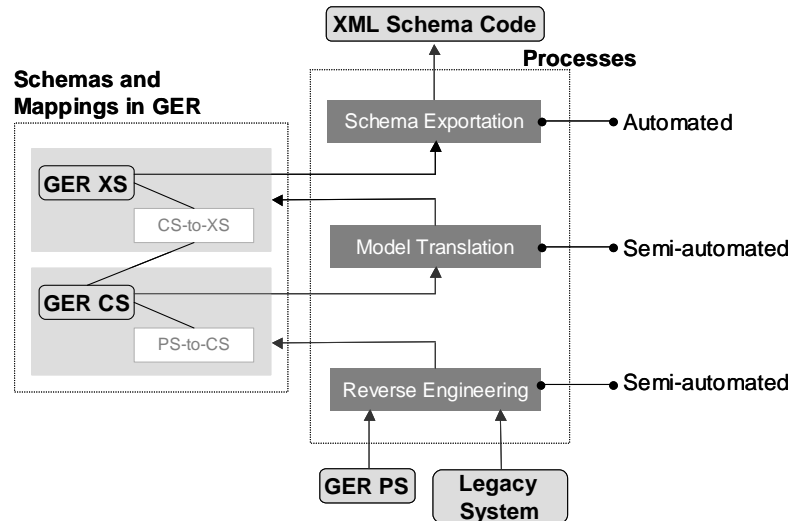 XML Schema Code
Processes
Schemas and
Mappings in GER
Schema Exportation
Automated
GER XS
CS-to-XS
Model Translation
Semi-automated
GER CS
PS-to-CS
Reverse Engineering
Semi-automated
GER PS
Legacy
System